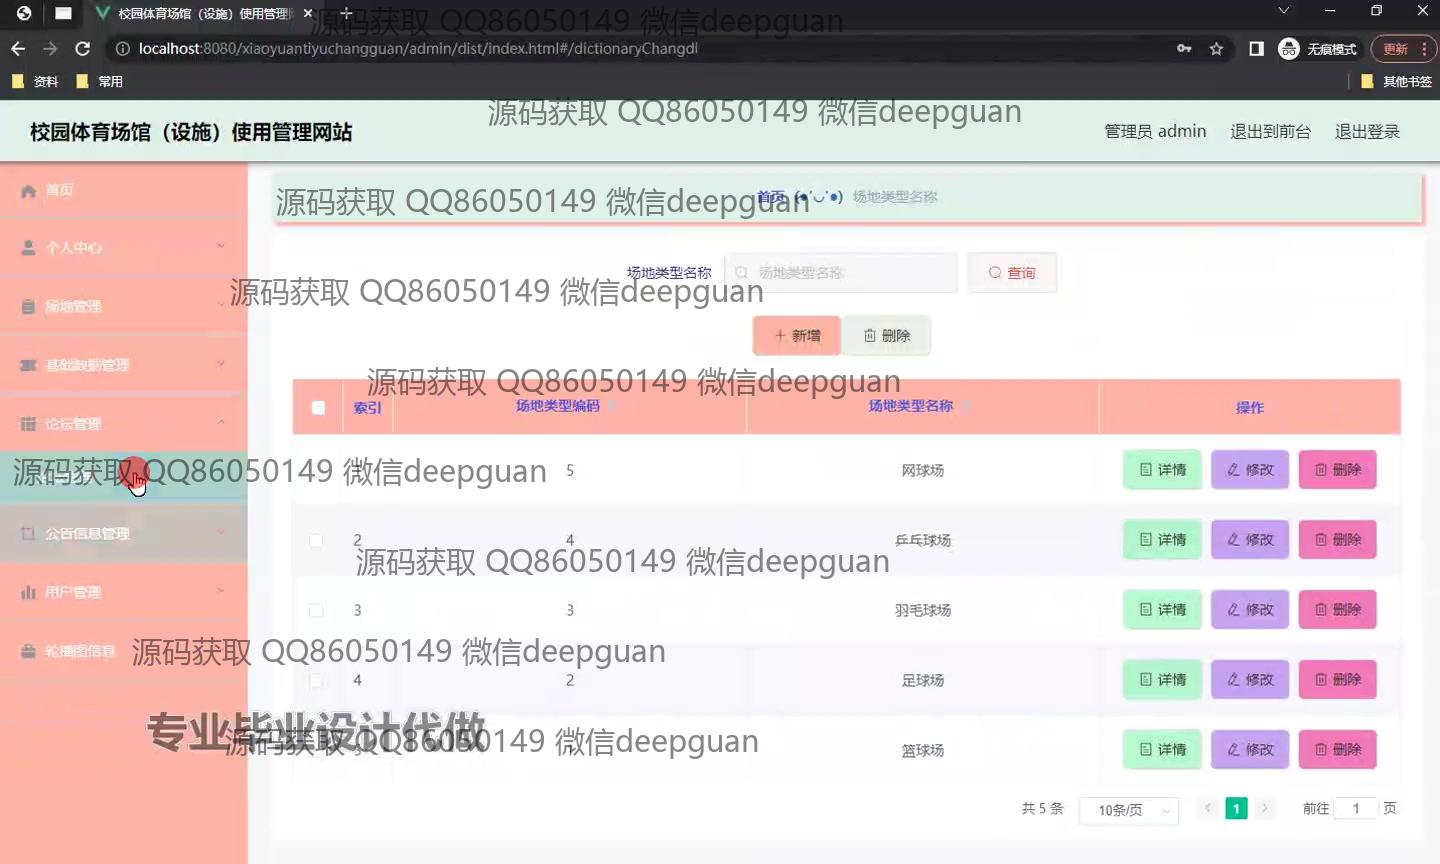 校园体育场馆（设施）使用管理网
localhost:8080/xiaoyuantiyuchangguan/admin/dist/index.html#/dictionaryChangdi
无痕模式
更新
资料
常用
其他书签
源码获取 QQ86050149 微信deepguan
校园体育场馆（设施）使用管理网站
源码获取 QQ86050149 微信deepguan
管理员 admin
退出到前台
退出登录
首页
个人中心
场地管理
基础数据管理
论坛管理
公告信息管理
用户管理
轮播图信息
源码获取 QQ86050149 微信deepguan
首页 (●'◡'●) 场地类型名称
场地类型名称
场地类型名称
查询
源码获取 QQ86050149 微信deepguan
新增
删除
源码获取 QQ86050149 微信deepguan
索引 场地类型编码 场地类型名称 操作
源码获取 QQ86050149 微信deepguan
5 网球场 详情 修改 删除
2 4 乒乓球场 详情 修改 删除
源码获取 QQ86050149 微信deepguan
3 3 羽毛球场 详情 修改 删除
源码获取 QQ86050149 微信deepguan
4 2 足球场 详情 修改 删除
专业毕业设计代做
源码获取 QQ86050149 微信deepguan
篮球场 详情 修改 删除
共 5 条
10条/页
1
前往 1 页